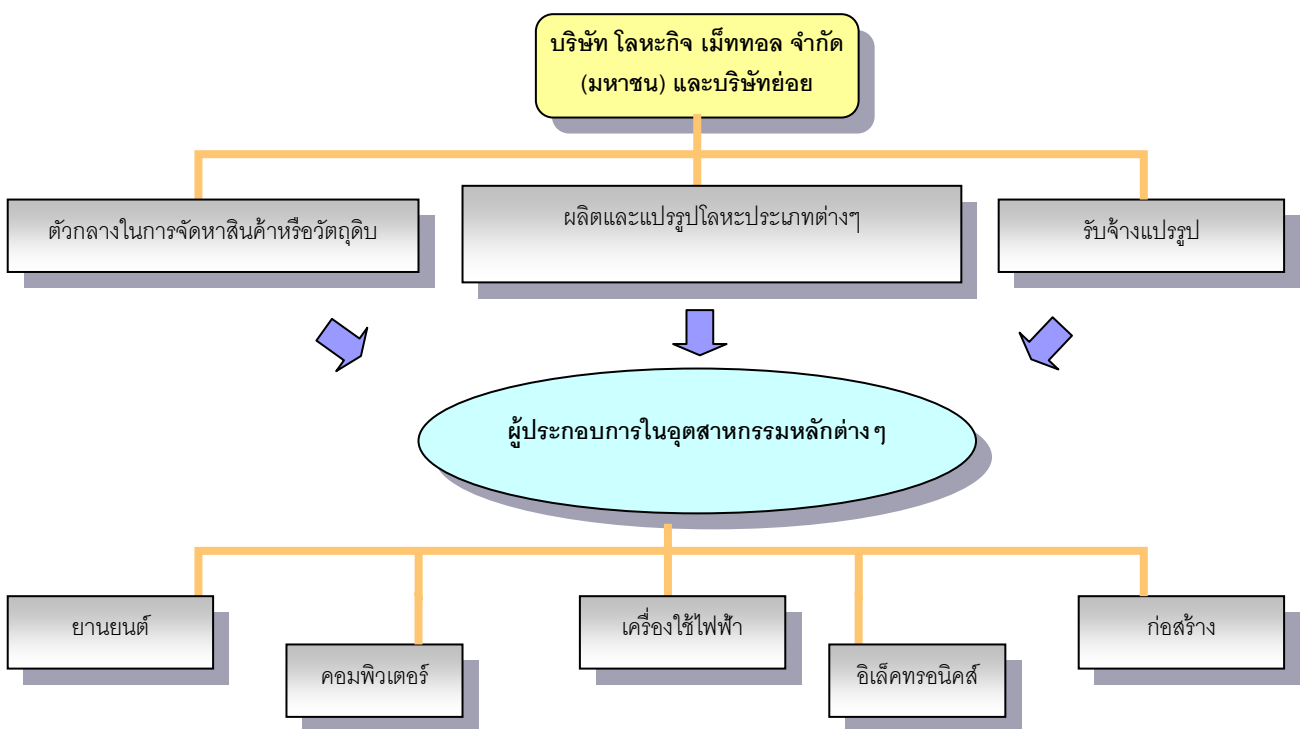 บริษัท โลหะกิจ เม็ททอล จำกัด
(มหาชน) และบริษัทย่อย
ตัวกลางในการจัดหาสินค้าหรือวัตถุดิบ
ผลิตและแปรรูปโลหะประเภทต่างๆ
รับจ้างแปรรูป
ผู้ประกอบการในอุตสาหกรรมหลักต่างๆ
ยานยนต์
คอมพิวเตอร์
เครื่องใช้ไฟฟ้า
อิเล็คทรอนิคส์
ก่อสร้าง